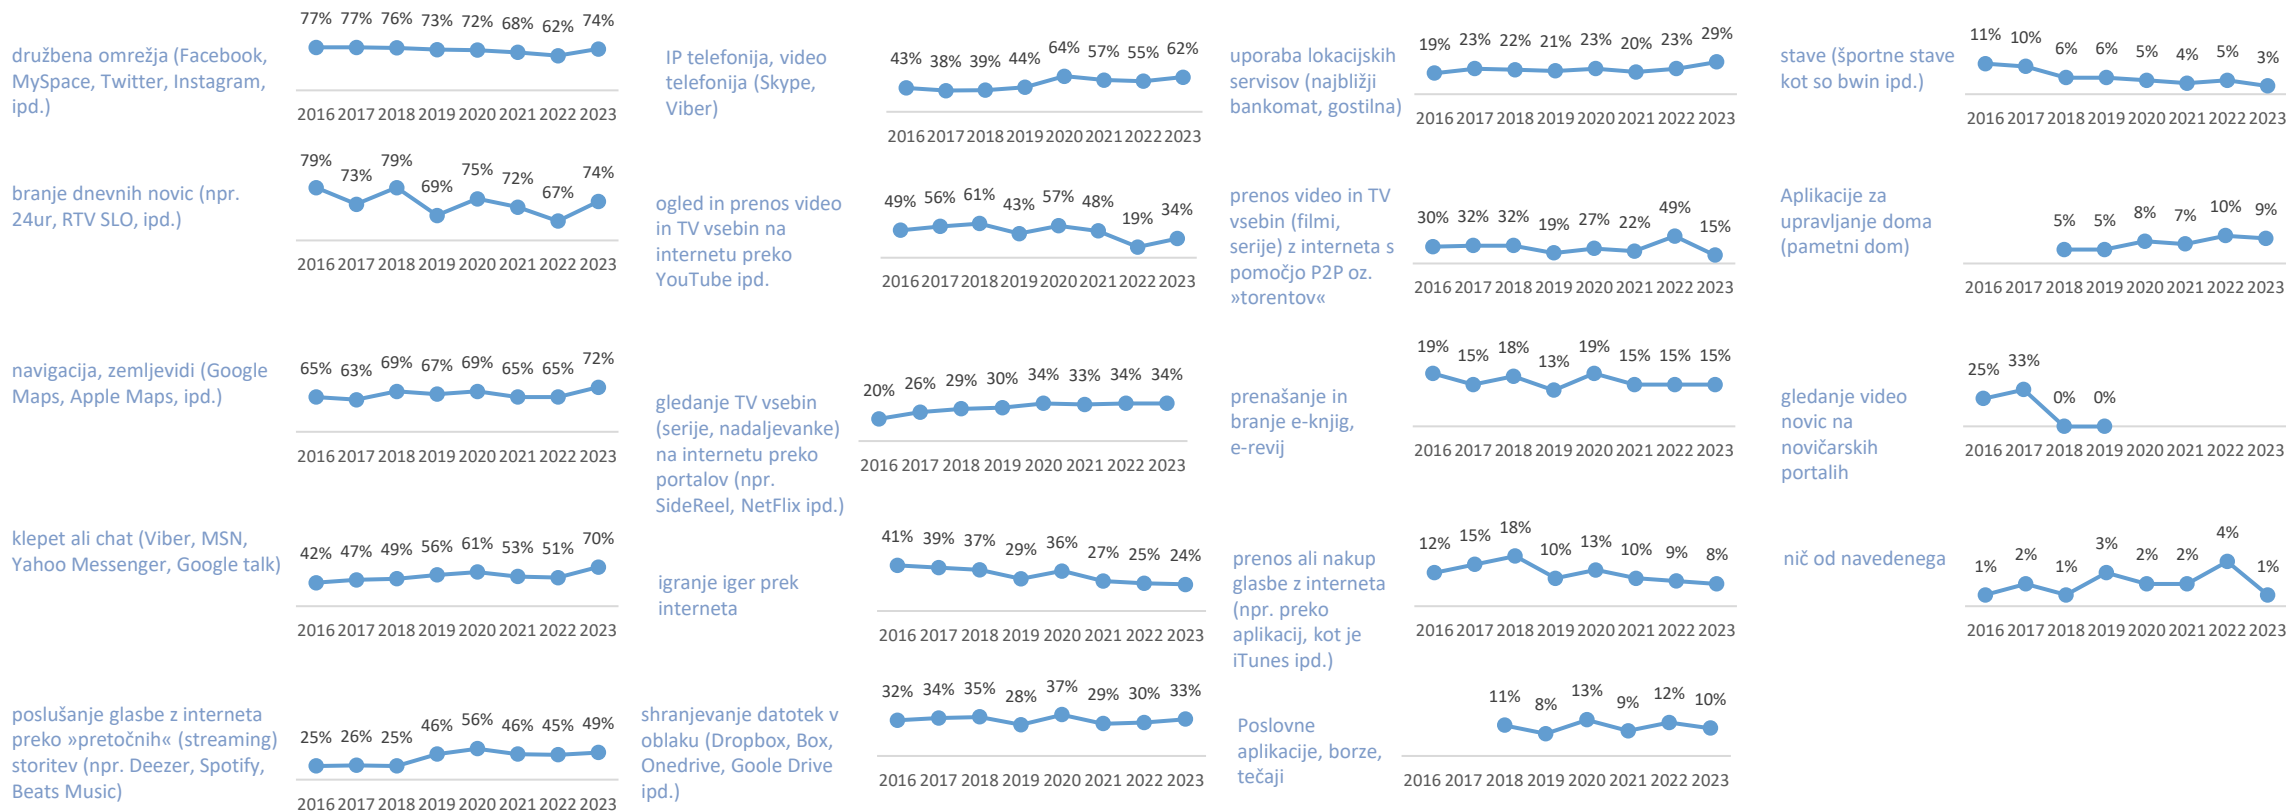 77% 77% 76% 73% 72% 68% 62% 74%
družbena omrežja (Facebook,
MySpace, Twitter, Instagram,
ipd.)
2016 2017 2018 2019 2020 2021 2022 2023
79% 73% 79% 69% 75% 72% 67% 74%
branje dnevnih novic (npr.
24ur, RTV SLO, ipd.)
65% 63% 69% 67% 69% 65% 65% 72%
navigacija, zemljevidi (Google
Maps, Apple Maps, ipd.)
2016 2017 2018 2019 2020 2021 2022 2023
42% 47% 49% 56% 61% 53% 51% 70%
klepet ali chat (Viber, MSN,
Yahoo Messenger, Google talk)
2016 2017 2018 2019 2020 2021 2022 2023
25% 26% 25% 46% 56% 46% 45% 49%
poslušanje glasbe z interneta
preko »pretočnih« (streaming)
storitev (npr. Deezer, Spotify,
Beats Music)
2016 2017 2018 2019 2020 2021 2022 2023
43% 38% 39% 44% 64% 57% 55% 62%
IP telefonija, video
telefonija (Skype,
Viber)
2016 2017 2018 2019 2020 2021 2022 2023
49% 56% 61% 43% 57% 48% 19% 34%
ogled in prenos video
in TV vsebin na
internetu preko
YouTube ipd.
2016 2017 2018 2019 2020 2021 2022 2023
20% 26% 29% 30% 34% 33% 34% 34%
gledanje TV vsebin
(serije, nadaljevanke)
na internetu preko
portalov (npr.
SideReel, NetFlix ipd.)
2016 2017 2018 2019 2020 2021 2022 2023
41% 39% 37% 29% 36% 27% 25% 24%
igranje iger prek
interneta
2016 2017 2018 2019 2020 2021 2022 2023
32% 34% 35% 28% 37% 29% 30% 33%
shranjevanje datotek v
oblaku (Dropbox, Box,
Onedrive, Goole Drive
ipd.)
2016 2017 2018 2019 2020 2021 2022 2023
19% 23% 22% 21% 23% 20% 23% 29%
uporaba lokacijskih
servisov (najbližji
bankomat, gostilna)
2016 2017 2018 2019 2020 2021 2022 2023
30% 32% 32% 19% 27% 22% 49% 15%
prenos video in TV
vsebin (filmi,
serije) z interneta s
pomočjo P2P oz.
»torentov«
2016 2017 2018 2019 2020 2021 2022 2023
19% 15% 18% 13% 19% 15% 15% 15%
prenašanje in
branje e-knjig,
e-revij
2016 2017 2018 2019 2020 2021 2022 2023
12% 15% 18% 10% 13% 10% 9% 8%
prenos ali nakup
glasbe z interneta
(npr. preko
aplikacij, kot je
iTunes ipd.)
2016 2017 2018 2019 2020 2021 2022 2023
11% 8% 13% 9% 12% 10%
Poslovne
aplikacije, borze,
tečaji
2016 2017 2018 2019 2020 2021 2022 2023
11% 10% 6% 6% 5% 4% 5% 3%
stave (športne stave
kot so bwin ipd.)
2016 2017 2018 2019 2020 2021 2022 2023
5% 5% 8% 7% 10% 9%
Aplikacije za
upravljanje doma
(pametni dom)
2016 2017 2018 2019 2020 2021 2022 2023
25% 33% 0% 0%
gledanje video
novic na
novičarskih
portalih
2016 2017 2018 2019 2020 2021 2022 2023
1% 2% 1% 3% 2% 2% 4% 1%
nič od navedenega
2016 2017 2018 2019 2020 2021 2022 2023